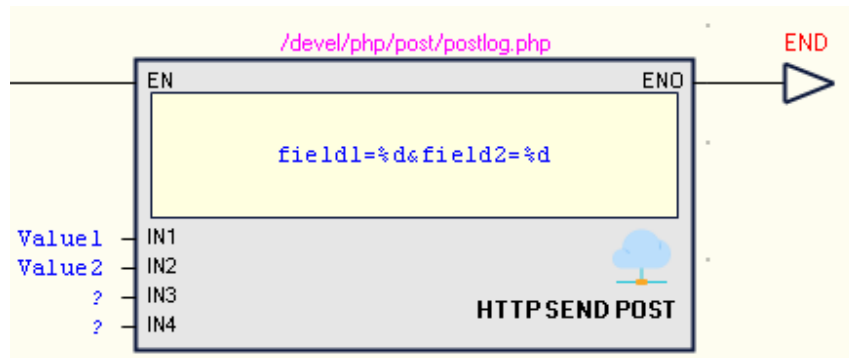 /devel/php/post/postlog.php
END
EN ENO
field1=%d&field2=%d
Value1 IN1
Value2 IN2
? IN3
? IN4
HTTP SEND POST